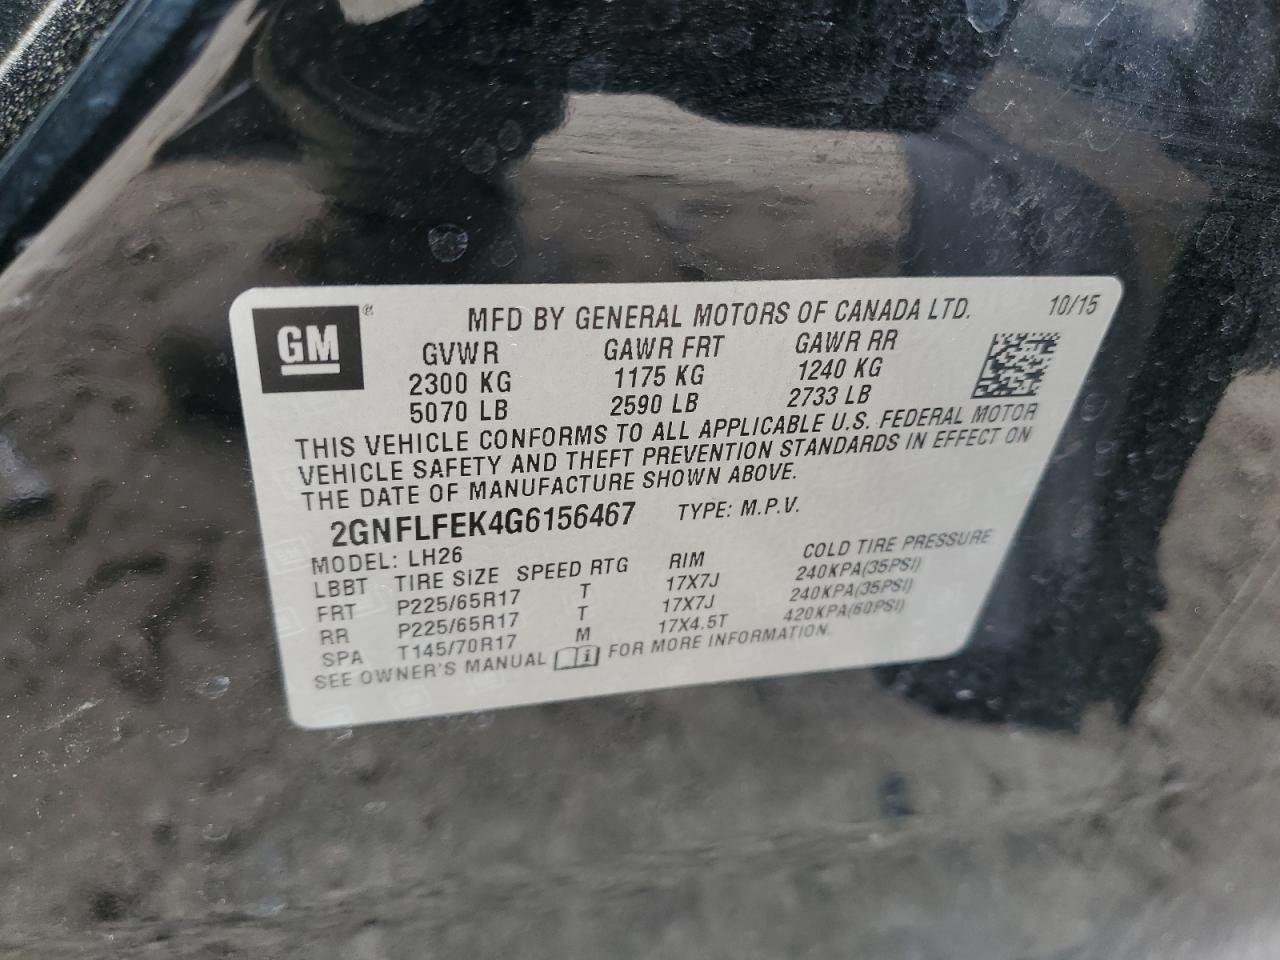 GM ®
MFD BY GENERAL MOTORS OF CANADA LTD. 10/15
GVWR GAWR FRT GAWR RR
2300 KG 1175 KG 1240 KG
5070 LB 2590 LB 2733 LB
THIS VEHICLE CONFORMS TO ALL APPLICABLE U.S. FEDERAL MOTOR
VEHICLE SAFETY AND THEFT PREVENTION STANDARDS IN EFFECT ON
THE DATE OF MANUFACTURE SHOWN ABOVE.
2GNFLFEK4G6156467 TYPE: M.P.V.
MODEL: LH26
LBBT TIRE SIZE SPEED RTG RIM COLD TIRE PRESSURE
FRT P225/65R17 T 17X7J 240KPA(35PSI)
RR P225/65R17 T 17X7J 240KPA(35PSI)
SPA T145/70R17 M 17X4.5T 420KPA(60PSI)
SEE OWNER'S MANUAL i FOR MORE INFORMATION.